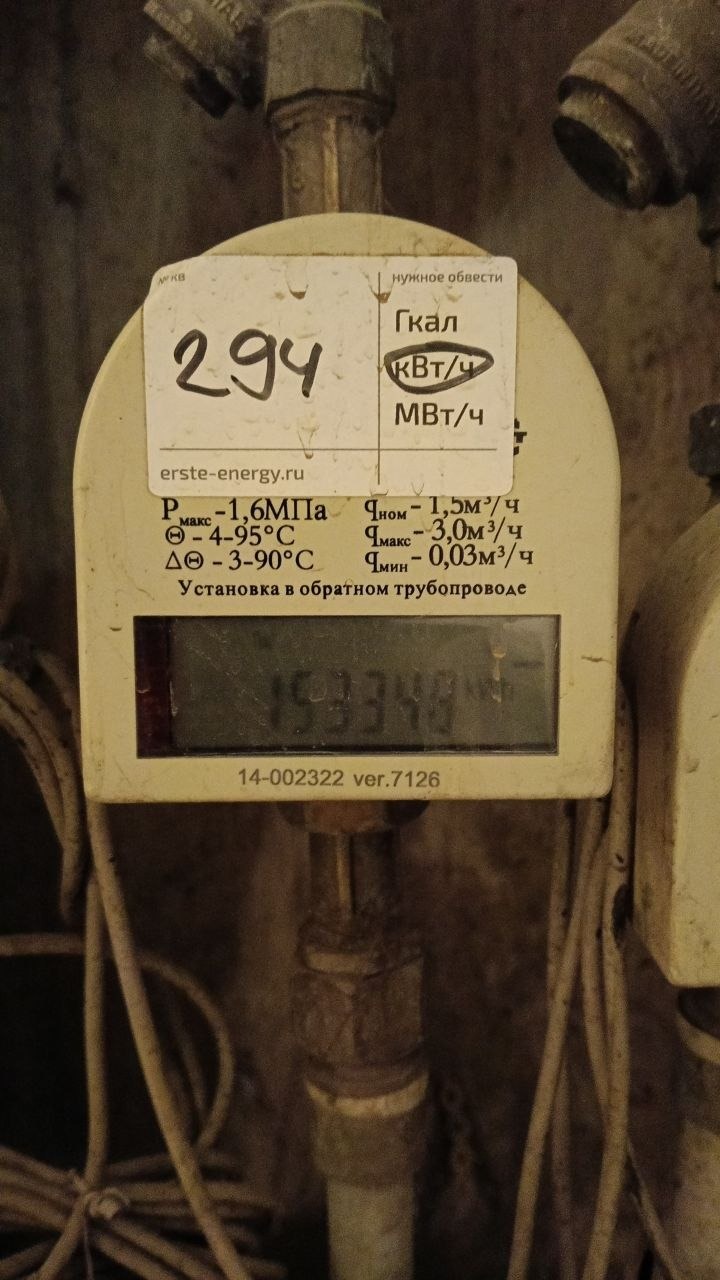 № кв
нужное обвести
294
Гкал
кВт/ч
МВт/ч
erste-energy.ru
Pмакс-1,6МПа
qном- 1,5м³/ч
Θ - 4-95°C
qмакс- 3,0м³/ч
ΔΘ - 3-90°C
qмин- 0,03м³/ч
Установка в обратном трубопроводе
153348 kWh
14-002322 ver.7126